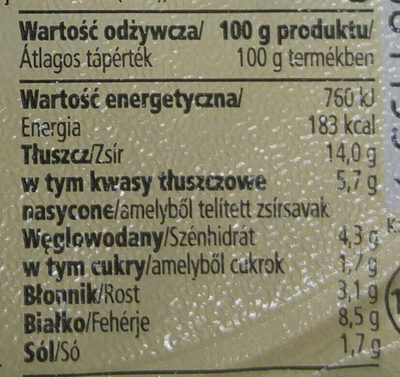 Wartość odżywcza/ 100 g produktu/
Átlagos tápérték 100 g termékben
Wartość energetyczna/ 760 kJ
Energia 183 kcal
Tłuszcz/Zsír 14,0 g
w tym kwasy tłuszczowe 5,7 g
nasycone/amelyből telített zsírsavak
Węglowodany/Szénhidrát 4,3 g
w tym cukry/amelyből cukrok 1,7 g
Błonnik/Rost 3,1 g
Białko/Fehérje 8,5 g
Sól/Só 1,7 g